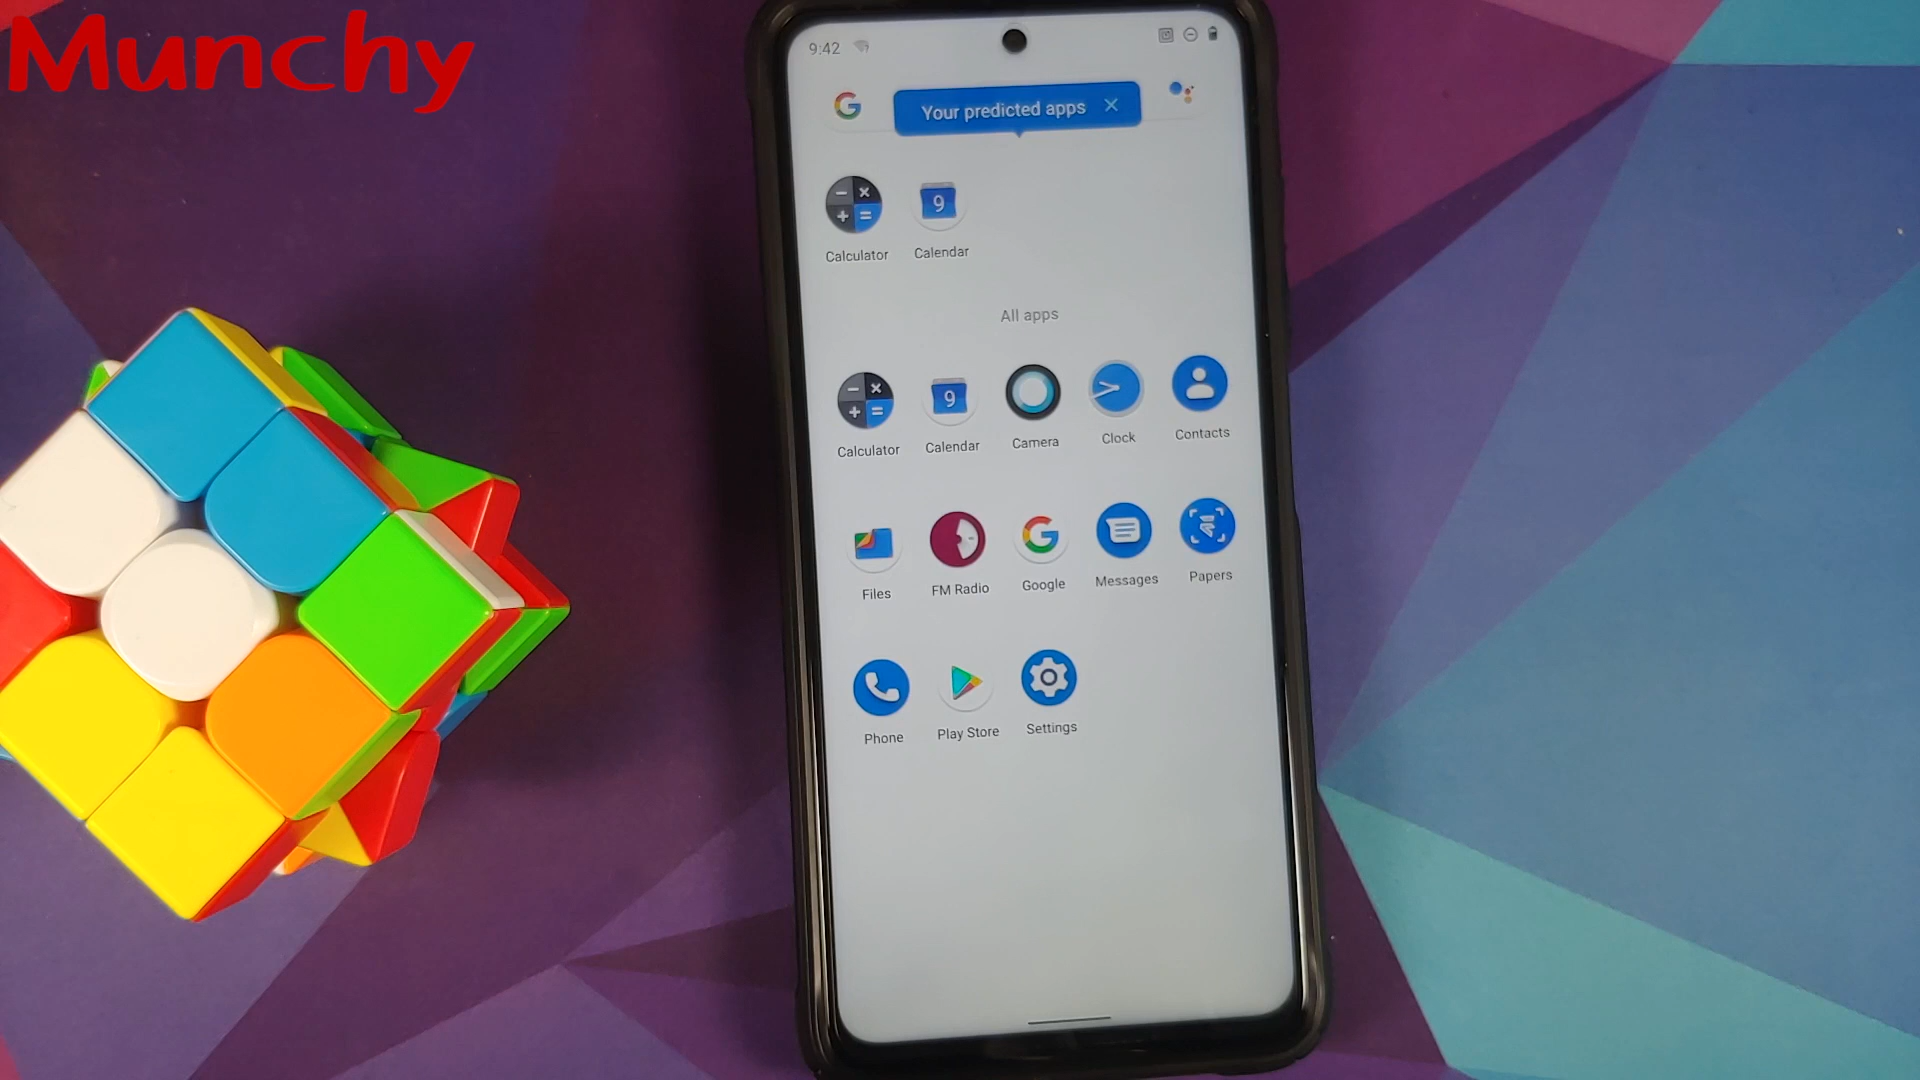 Munchy
9:42
Your predicted apps
9
Calculator Calendar
All apps
9
Calculator Calendar Camera Clock Contacts
Files FM Radio Google Messages Papers
Phone Play Store Settings